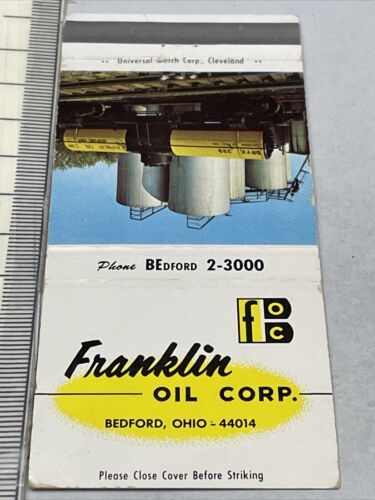 Universal Match Corp., Cleveland
Phone BEDFORD 2-3000
f o c
Franklin
OIL CORP.
BEDFORD, OHIO - 44014
Please Close Cover Before Striking